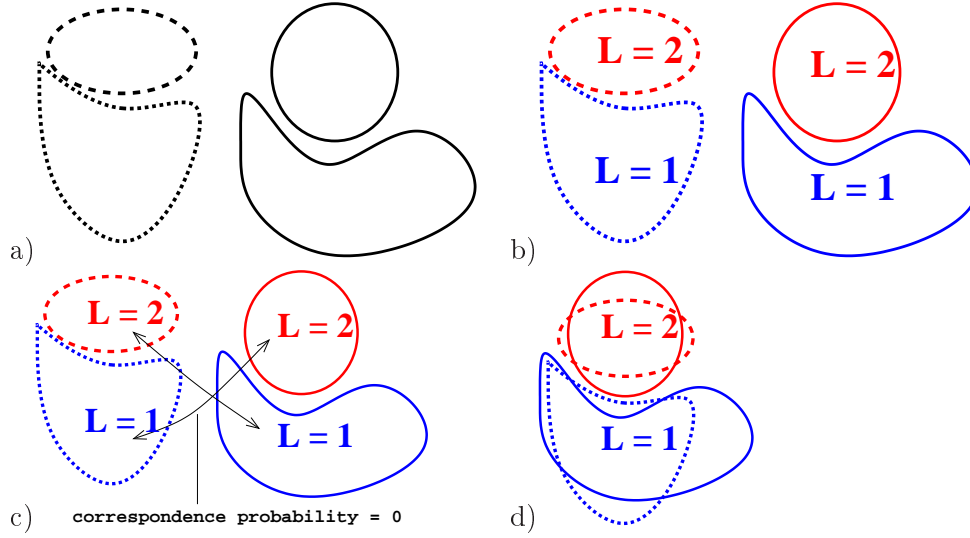 a)
L = 2
L = 2
L = 1
L = 1
b)
L = 2
L = 2
L = 1
L = 1
correspondence probability = 0
c)
L = 2
L = 1
d)